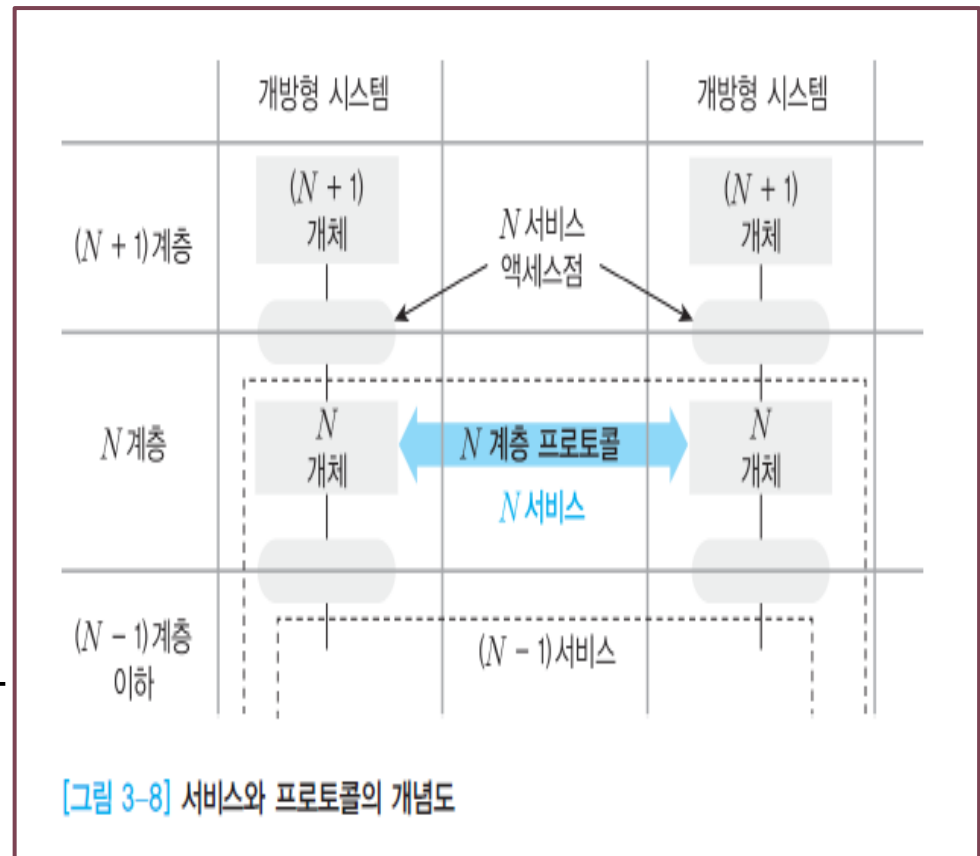 개방형 시스템
개방형 시스템
(N + 1)계층
(N + 1)
개체
N 서비스
액세스점
(N + 1)
개체
N 계층
N
개체
N 계층 프로토콜
N 서비스
N
개체
(N − 1)계층
이하
(N − 1)서비스
[그림 3-8] 서비스와 프로토콜의 개념도